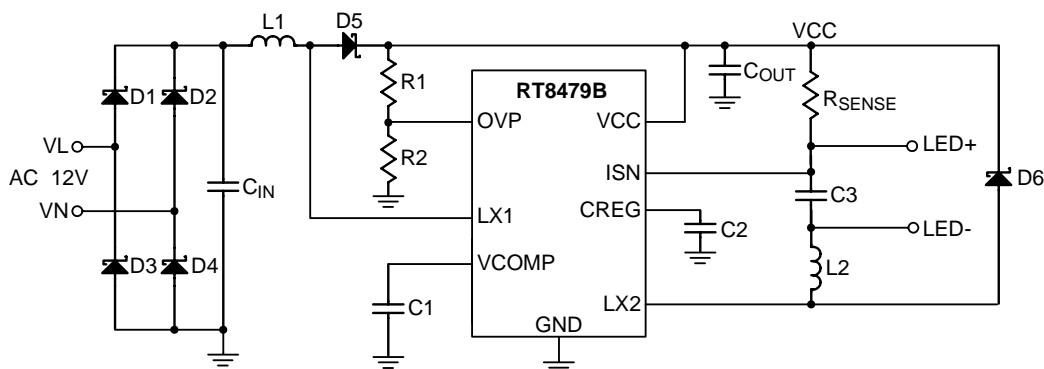 L1
D5
VCC
D1
D2
R1
RT8479B
COUT
RSENSE
OVP
VCC
VL
R2
LED+
AC 12V
CIN
ISN
D6
VN
CREG
C3
LX1
C2
LED-
D3
D4
VCOMP
L2
C1
LX2
GND